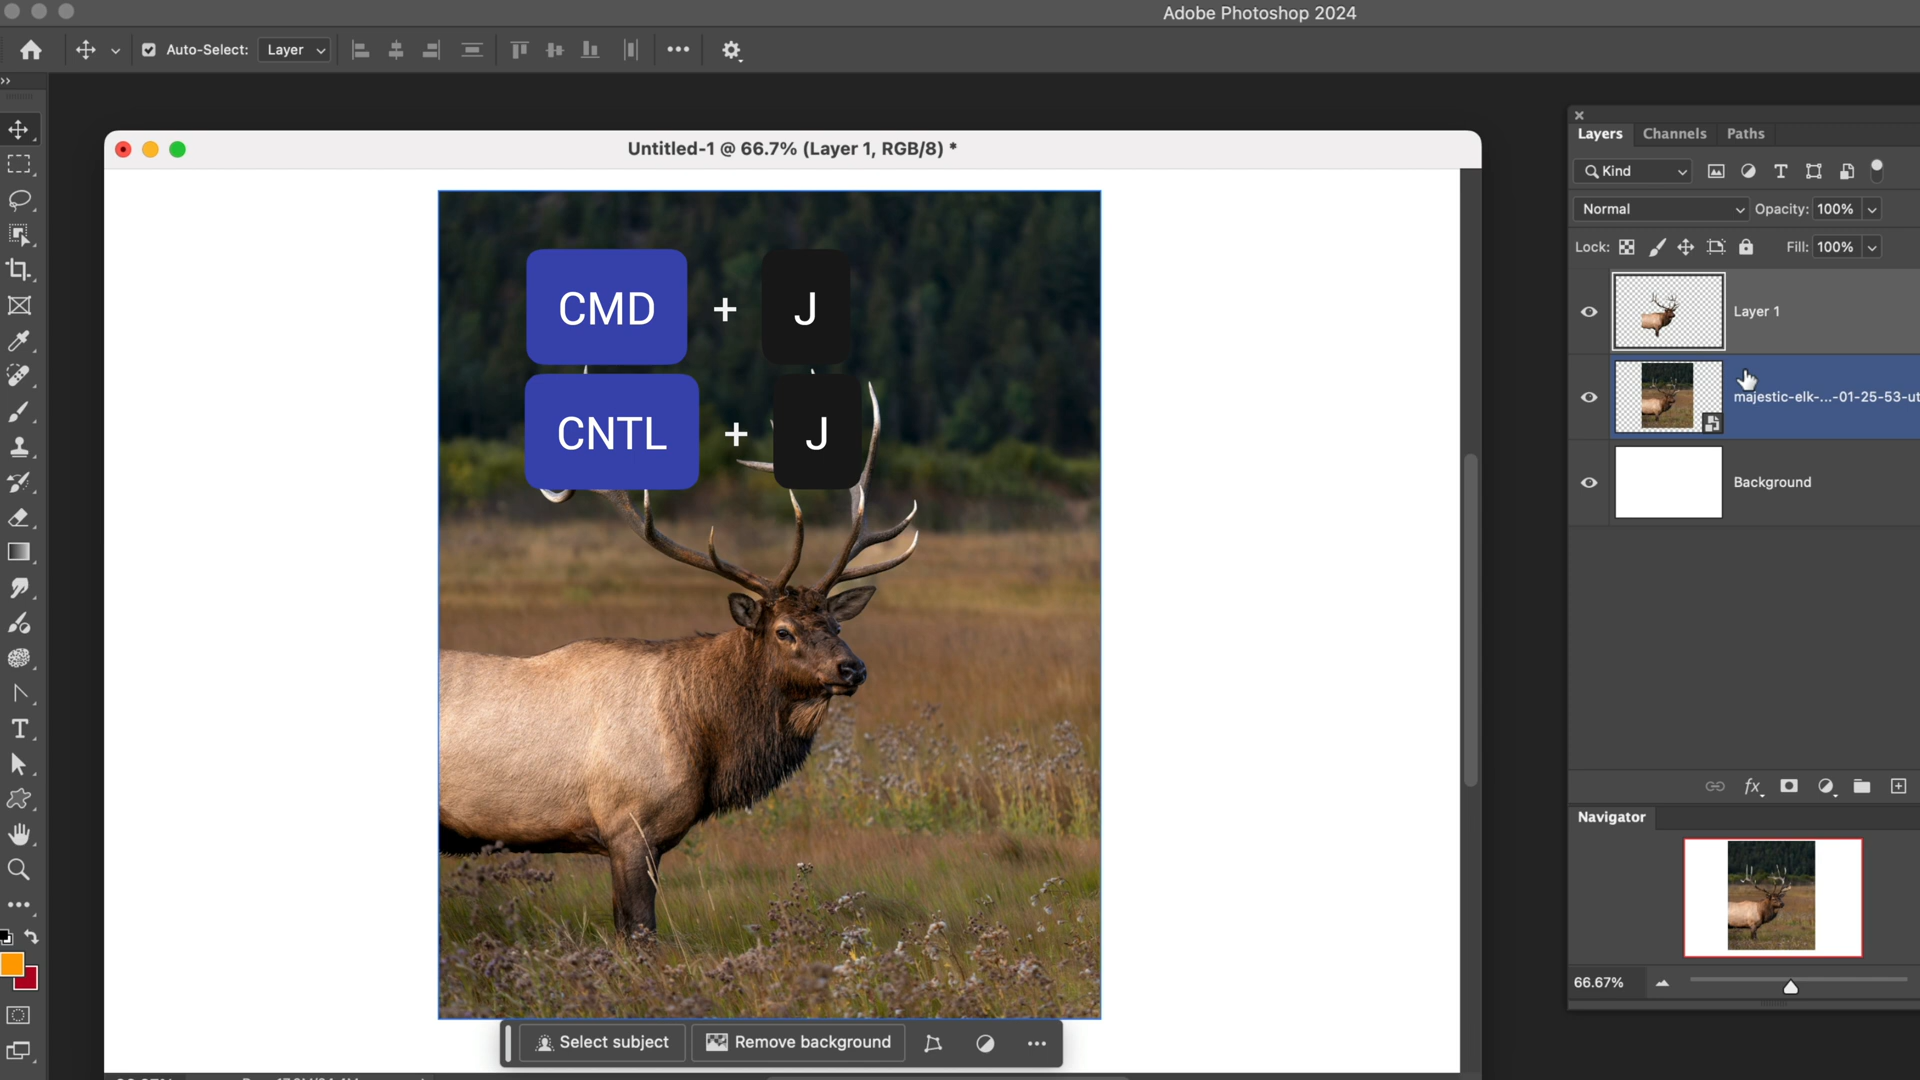 Adobe Photoshop 2024
Auto-Select: Layer
Untitled-1 @ 66.7% (Layer 1, RGB/8) *
CMD + J
CNTL + J
Select subject
Remove background
Layers Channels Paths
Kind
Normal Opacity: 100%
Lock: Fill: 100%
Layer 1
majestic-elk-...-01-25-53-ut
Background
Navigator
66.67%